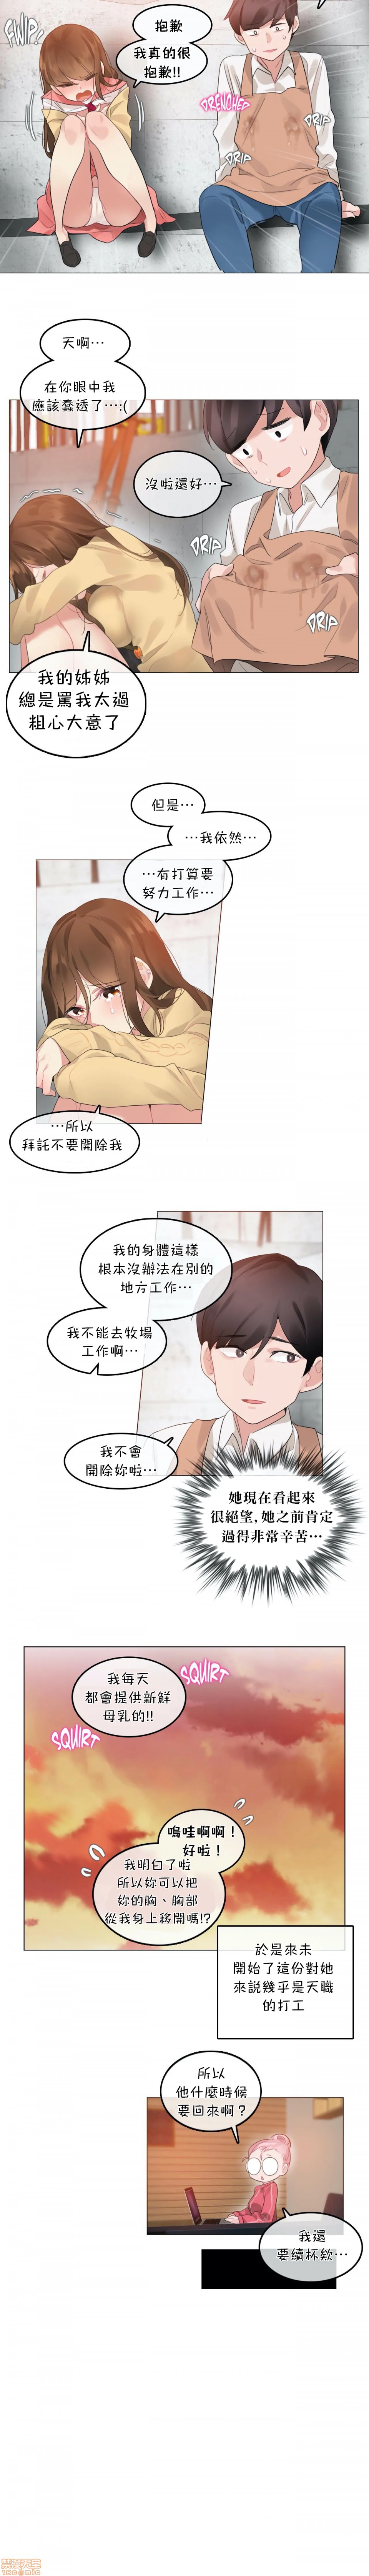 FWIP!
抱歉
我真的很
抱歉!!
DRENCHED
DRIP
DRIP
天啊…
在你眼中我
應該蠢透了…:(
沒啦還好…
DRIP
DRIP
我的姊姊
總是罵我太過
粗心大意了
但是…
…我依然…
…有打算要
努力工作…
…所以
拜託不要開除我
我的身體這樣
根本沒辦法在別的
地方工作…
我不能去牧場
工作啊…
我不會
開除妳啦…
她現在看起來
很絕望,她之前肯定
過得非常辛苦…
SQUIRT
我每天
都會提供新鮮
母乳的!!
SQUIRT
嗚哇啊啊！
好啦！
我明白了啦
所以妳可以把
妳的胸、胸部
從我身上移開嗎!?
於是來未
開始了這份對她
來說幾乎是天職
的打工
所以
他什麼時候
要回來啊？
我還
要續杯欸…